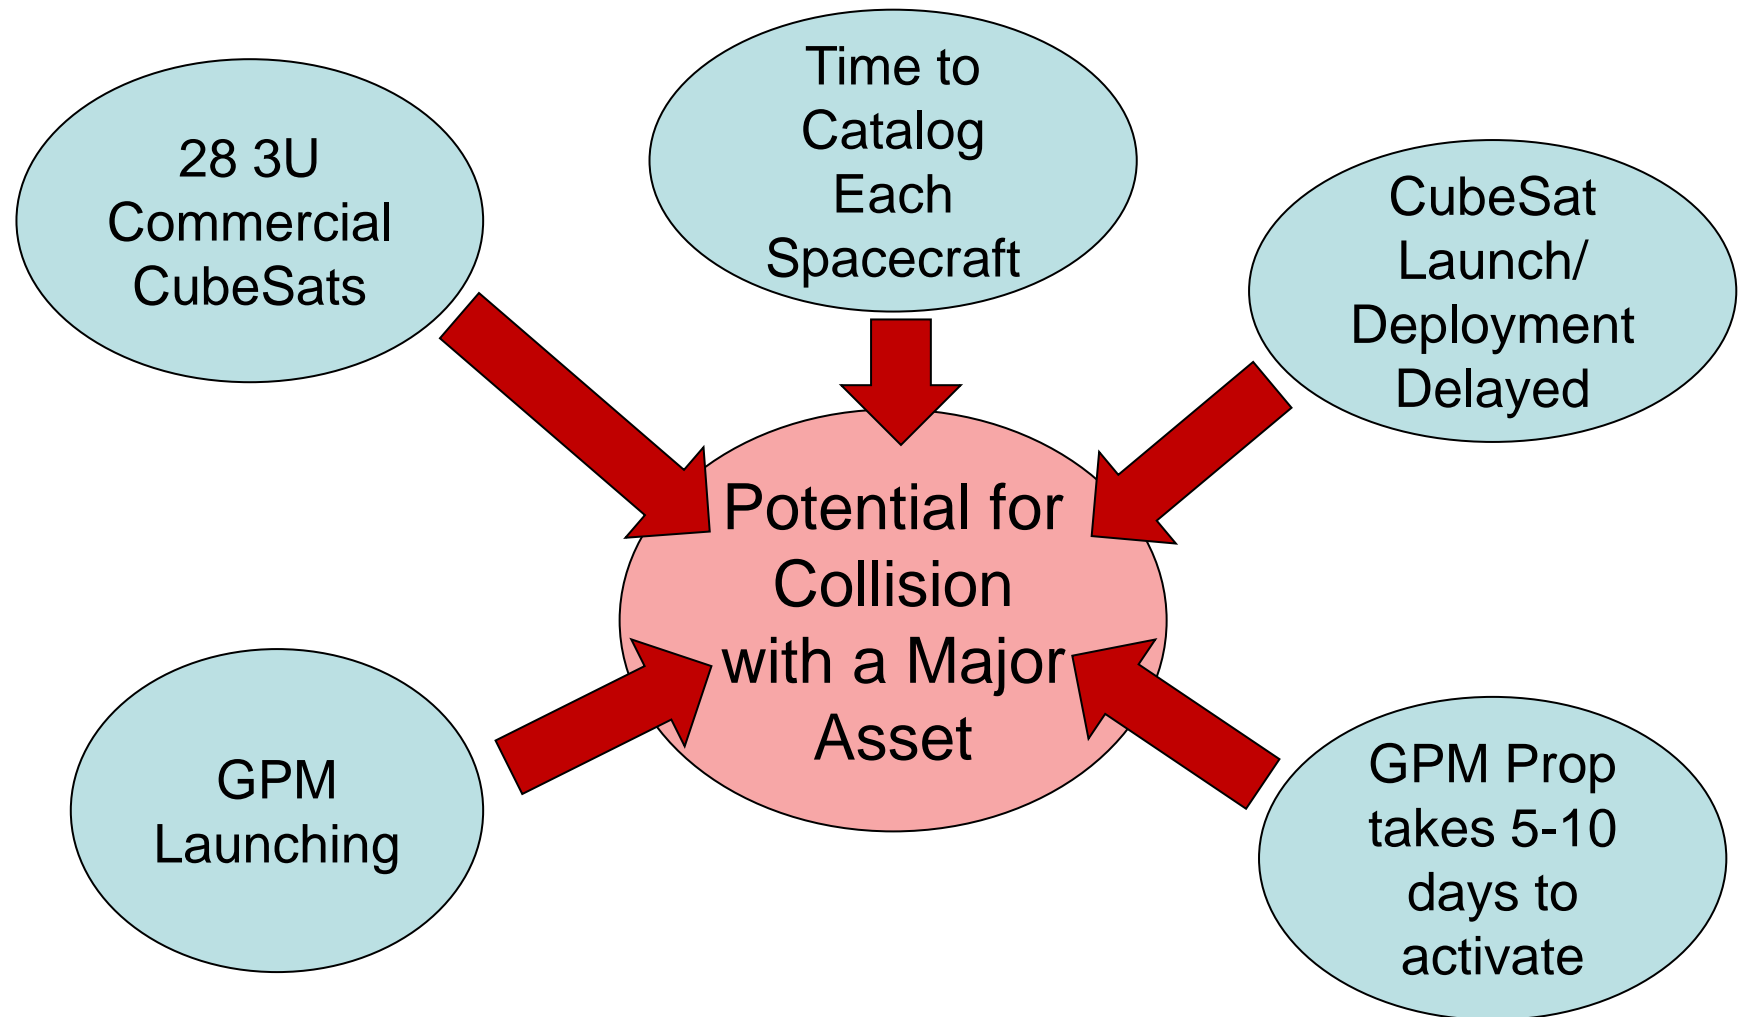 28 3U
Commercial
CubeSats
Time to
Catalog
Each
Spacecraft
CubeSat
Launch/
Deployment
Delayed
Potential for
Collision
with a Major
Asset
GPM
Launching
GPM Prop
takes 5-10
days to
activate